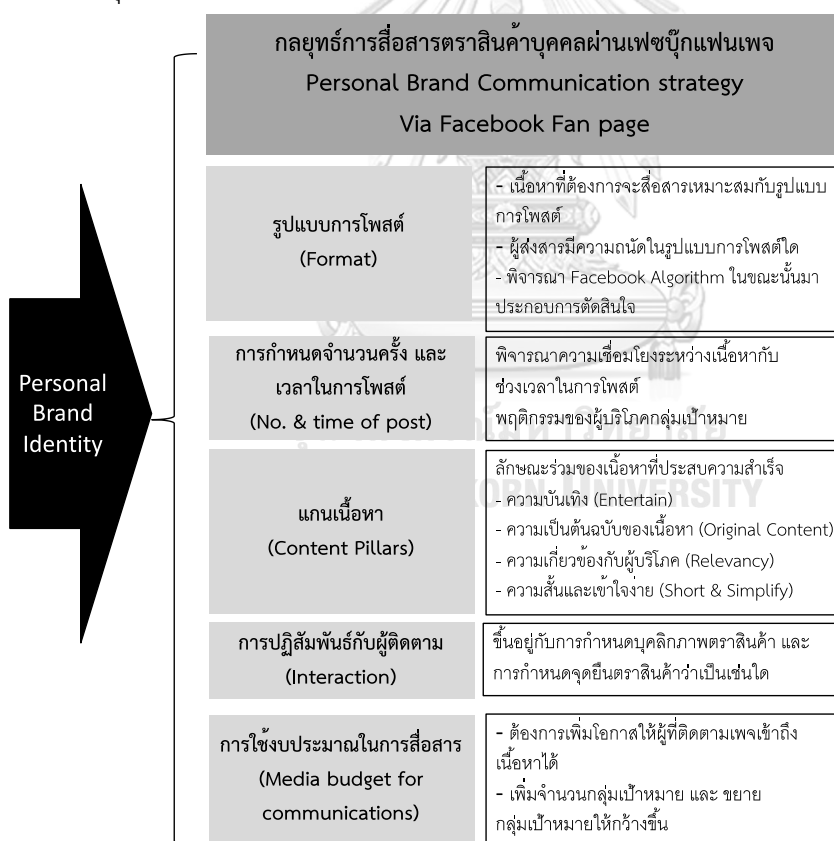 กลยุทธ์การสื่อสารตราสินค้าบุคคลผ่านเฟซบุ๊กแฟนเพจ
Personal Brand Communication strategy
Via Facebook Fan page
Personal
Brand
Identity
รูปแบบการโพสต์
(Format)
- เนื้อหาที่ต้องการจะสื่อสารเหมาะสมกับรูปแบบ
การโพสต์
- ผู้ส่งสารมีความถนัดในรูปแบบการโพสต์ใด
- พิจารณา Facebook Algorithm ในขณะนั้นมา
ประกอบการตัดสินใจ
การกำหนดจำนวนครั้ง และ
เวลาในการโพสต์
(No. & time of post)
พิจารณาความเชื่อมโยงระหว่างเนื้อหากับ
ช่วงเวลาในการโพสต์
พฤติกรรมของผู้บริโภคกลุ่มเป้าหมาย
แกนเนื้อหา
(Content Pillars)
ลักษณะร่วมของเนื้อหาที่ประสบความสำเร็จ
- ความบันเทิง (Entertain)
- ความเป็นต้นฉบับของเนื้อหา (Original Content)
- ความเกี่ยวข้องกับผู้บริโภค (Relevancy)
- ความสั้นและเข้าใจง่าย (Short & Simplify)
การปฏิสัมพันธ์กับผู้ติดตาม
(Interaction)
ขึ้นอยู่กับการกำหนดบุคลิกภาพตราสินค้า และ
การกำหนดจุดยืนตราสินค้าว่าเป็นเช่นใด
การใช้งบประมาณในการสื่อสาร
(Media budget for
communications)
- ต้องการเพิ่มโอกาสให้ผู้ที่ติดตามเพจเข้าถึง
เนื้อหาได้
- เพิ่มจำนวนกลุ่มเป้าหมาย และ ขยาย
กลุ่มเป้าหมายให้กว้างขึ้น